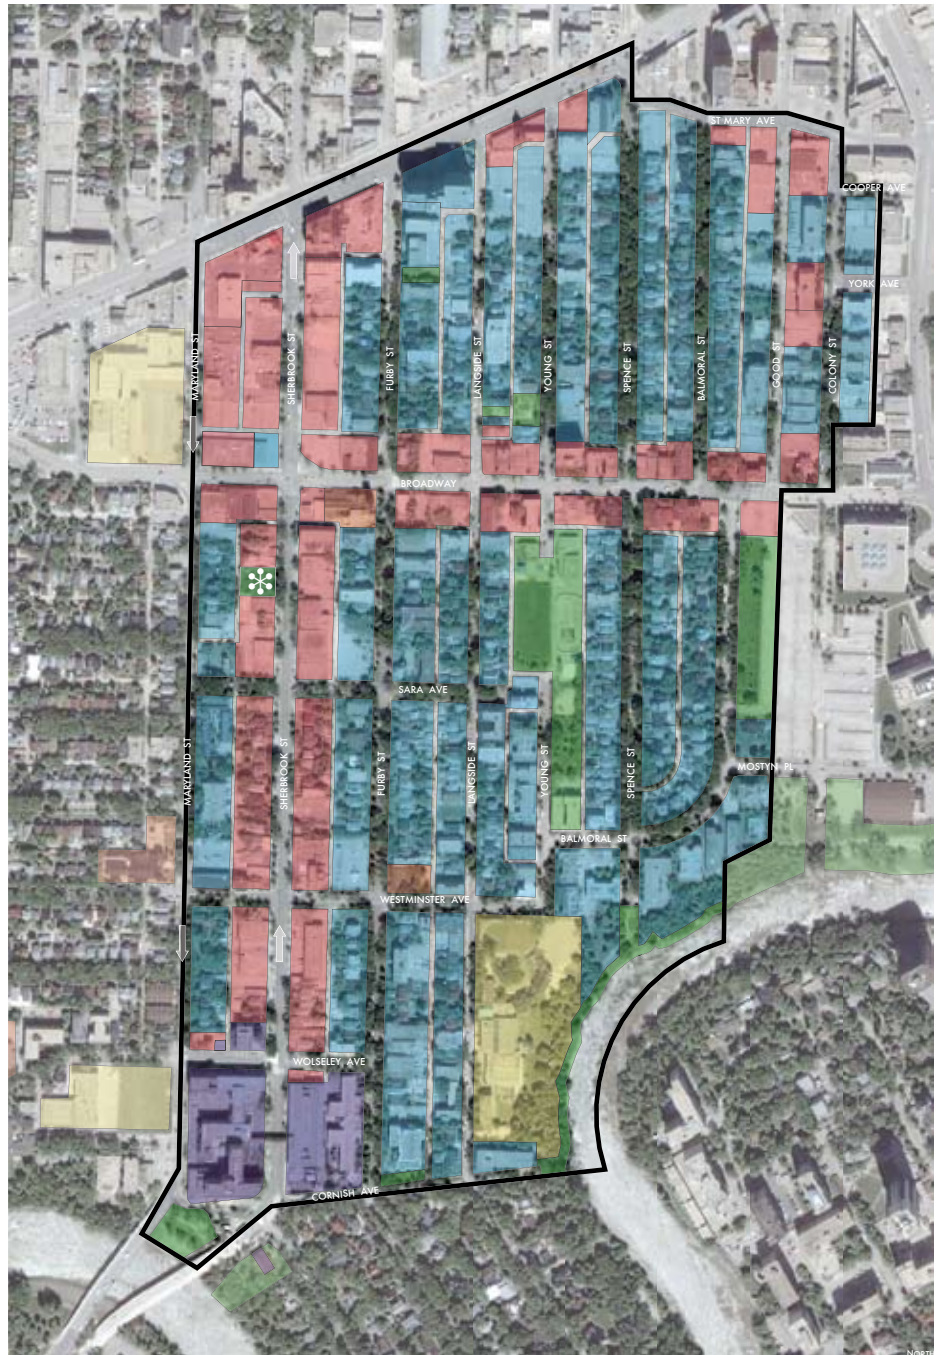 ST MARY AVE
COOPER AVE
YORK AVE
MARYLAND ST
SHERBROOK ST
FURBY ST
LANGSIDE ST
YOUNG ST
SPENCE ST
BALMORAL ST
GOOD ST
COLONY ST
BROADWAY
SARA AVE
MARYLAND ST
SHERBROOK ST
FURBY ST
LANGSIDE ST
YOUNG ST
SPENCE ST
MOSTYN PL
BALMORAL ST
WESTMINSTER AVE
WOLSELEY AVE
CORNISH AVE
NORTH